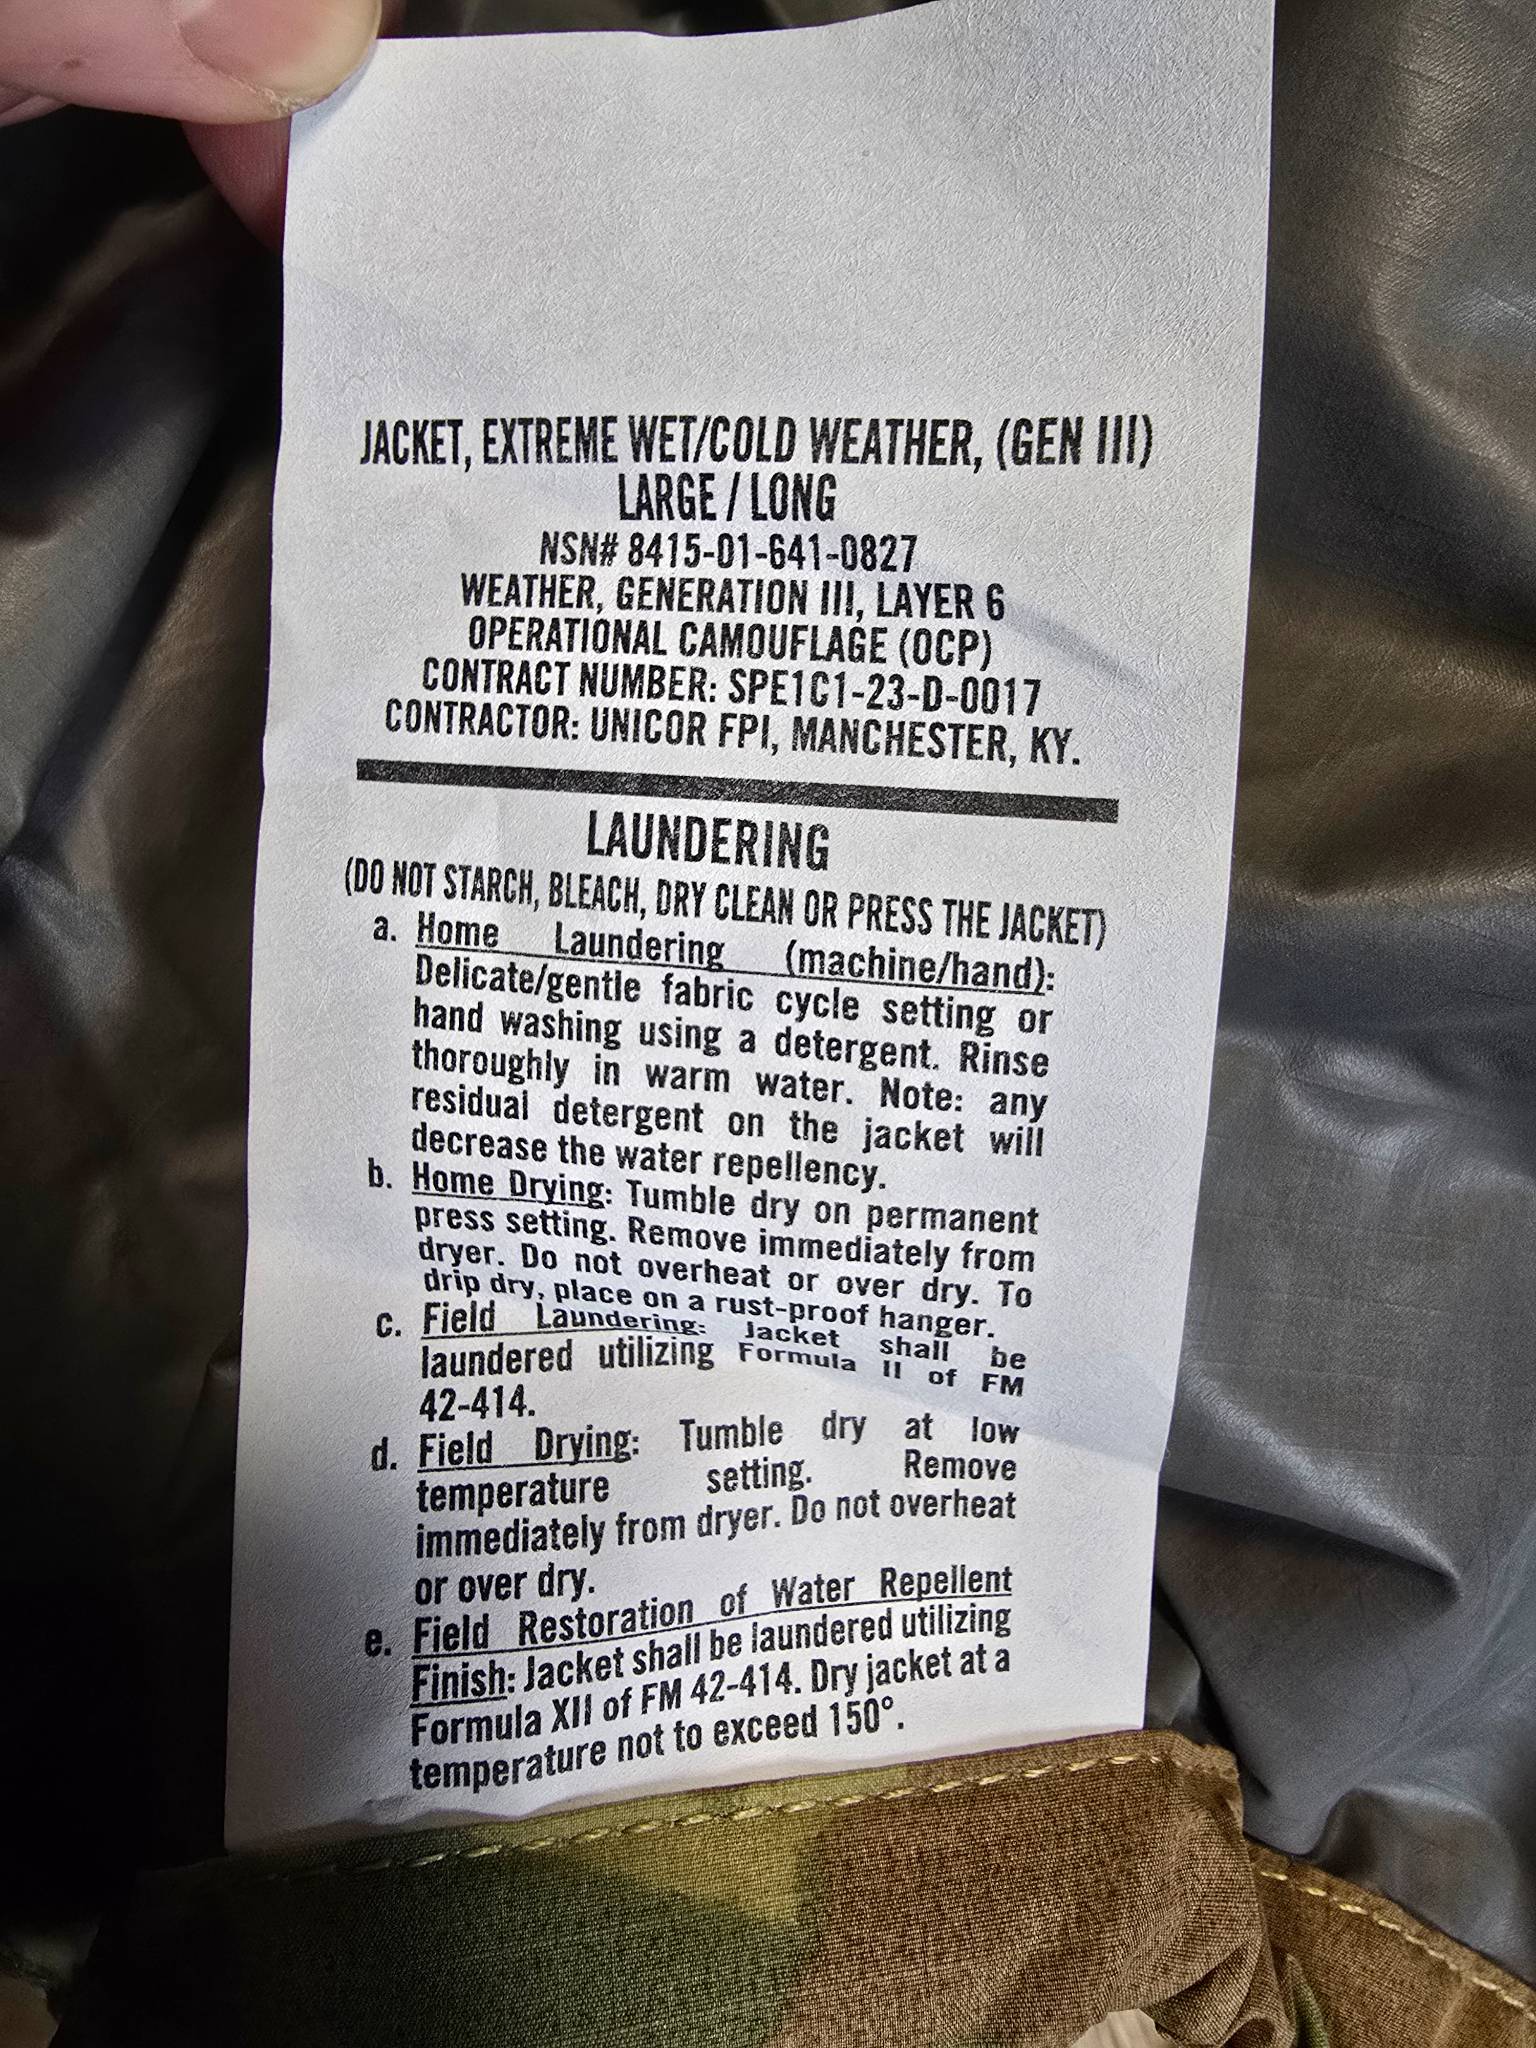 JACKET, EXTREME WET/COLD WEATHER, (GEN III)
LARGE / LONG
NSN# 8415-01-641-0827
WEATHER, GENERATION III, LAYER 6
OPERATIONAL CAMOUFLAGE (OCP)
CONTRACT NUMBER: SPE1C1-23-D-0017
CONTRACTOR: UNICOR FPI, MANCHESTER, KY.
LAUNDERING
(DO NOT STARCH, BLEACH, DRY CLEAN OR PRESS THE JACKET)
a. Home Laundering (machine/hand):
Delicate/gentle fabric cycle setting or
hand washing using a detergent. Rinse
thoroughly in warm water. Note: any
residual detergent on the jacket will
decrease the water repellency.
b. Home Drying: Tumble dry on permanent
press setting. Remove immediately from
dryer. Do not overheat or over dry. To
drip dry, place on a rust-proof hanger.
c. Field Laundering: Jacket shall be
laundered utilizing Formula II of FM
42-414.
d. Field Drying: Tumble dry at low
temperature setting. Remove
immediately from dryer. Do not overheat
or over dry.
e. Field Restoration of Water Repellent
Finish: Jacket shall be laundered utilizing
Formula XII of FM 42-414. Dry jacket at a
temperature not to exceed 150°.